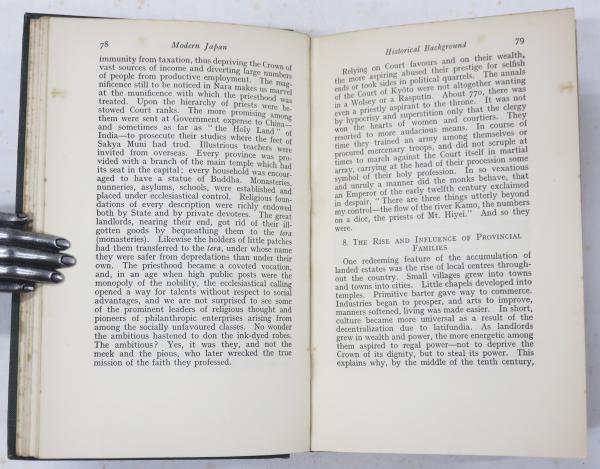 78 Modern Japan
immunity from taxation, thus depriving the Crown of
vast sources of income and diverting large numbers
of people from productive employment. The mag-
nificence still to be noticed in Nara makes us marvel
at the munificence with which the priesthood was
treated. Upon the hierarchy of priests were be-
stowed Court ranks. The more promising among
them were sent at Government expense to China—
and sometimes as far as "the Holy Land" of
India—to prosecute their studies where the feet of
Sakya Muni had trod. Illustrious teachers were
invited from overseas. Every province was pro-
vided with a branch of the main temple which had
its seat in the capital; every household was encour-
aged to have a statue of Buddha. Monasteries,
nunneries, asylums, schools, were established and
placed under ecclesiastical control. Religious foun-
dations of every description were richly endowed
both by State and by private devotees. The great
landlords, nearing their end, got rid of their ill-
gotten goods by bequeathing them to the tera
(monasteries). Likewise the holders of little patches
had them transferred to the tera, under whose name
they were safer from depredations than under their
own. The priesthood became a coveted vocation,
and, in an age when high public posts were the
monopoly of the nobility, the ecclesiastical calling
opened a way for talents without respect to social
advantages, and we are not surprised to see some
of the prominent leaders of religious thought and
pioneers of philanthropic enterprises arising from
among the socially unfavoured classes. No wonder
the ambitious hastened to don the ink-dyed robes.
The ambitious? Yes, it was they, and not the
meek and the pious, who later wrecked the true
mission of the faith they professed.
Historical Background 79
Relying on Court favours and on their wealth,
the more aspiring abused their prestige for selfish
ends or took sides in political quarrels. The annals
of the Court of Kyōto were not altogether wanting
in a Wolsey or a Rasputin. About 770, there was
even a priestly aspirant to the throne. It was not
by hypocrisy and superstition only that the clergy
won the hearts of women and courtiers. They
resorted to more audacious means. In course of
time they trained an army among themselves or
procured mercenary troops, and did not scruple at
times to march against the Court itself in martial
array, carrying at the head of their procession some
symbol of their holy profession. In so vexatious
and unruly a manner did the monks behave, that
an Emperor of the early twelfth century exclaimed
in despair, "There are three things utterly beyond
my control—the flow of the river Kamo, the numbers
on a dice, the priests of Mt. Hiyei." And so they
were.
8. The Rise and Influence of Provincial
Families
One redeeming feature of the accumulation of
landed estates was the rise of local centres through-
out the country. Small villages grew into towns
and towns into cities. Little chapels developed into
temples. Primitive barter gave way to commerce.
Industries began to prosper, and arts to improve,
manners softened, living was made easier. In short,
culture became more universal as a result of the
decentralization due to latifundia. As landlords
grew in wealth and power, the more energetic among
them aspired to regal power—not to deprive the
Crown of its dignity, but to steal its power. This
explains why, by the middle of the tenth century,